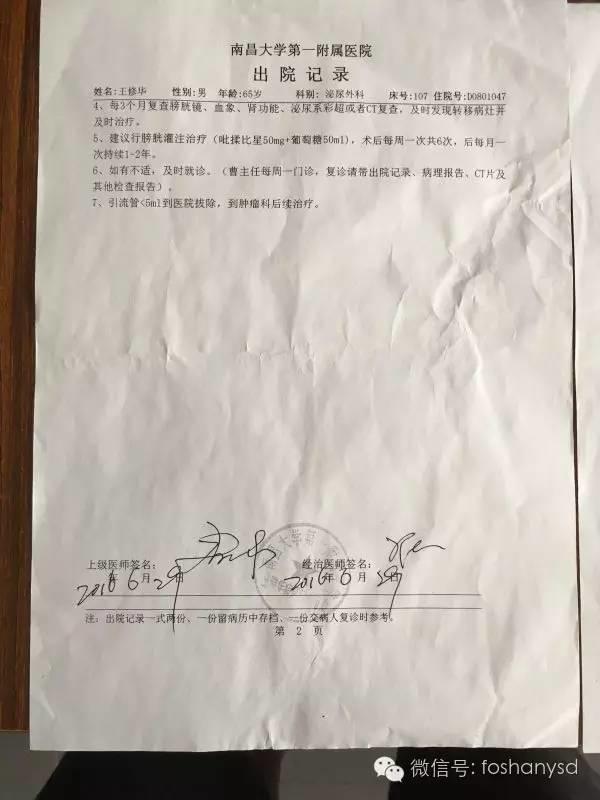 南昌大学第一附属医院
出院记录
姓名:王修华 性别:男 年龄:65岁 科别: 泌尿外科 床号:107 住院号:D0801047
4、每3个月复查膀胱镜、血象、肾功能、泌尿系彩超或者CT复查，及时发现转移病灶并
及时治疗。
5、建议行膀胱灌注治疗（吡揉比星50mg+葡萄糖50ml），术后每周一次共6次，后每月一
次持续1-2年。
6、如有不适，及时就诊。（曹主任每周一门诊，复诊请带出院记录、病理报告、CT片及
其他检查报告）。
7、引流管<5ml到医院拔除，到肿瘤科后续治疗。
上级医师签名: 经治医师签名:
2016年6月29日 2016年6月29日
注: 出院记录一式两份、一份留病历中存档、一份交病人复诊时参考。
第 2 页
微信号: foshanysd